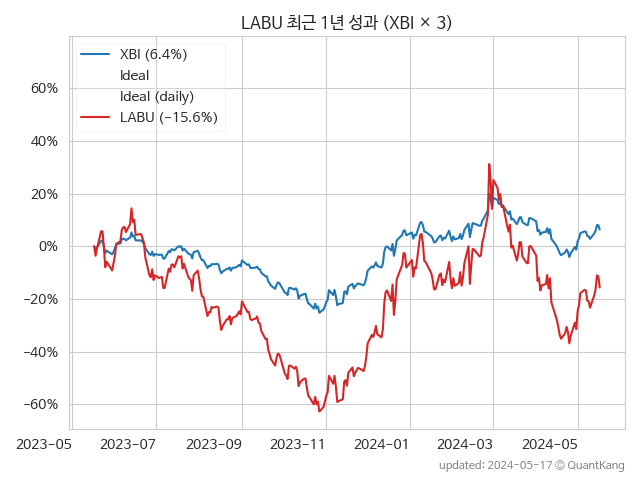 LABU 최근 1년 성과 (XBI × 3)
XBI (6.4%)
Ideal
Ideal (daily)
LABU (−15.6%)
60%
40%
20%
0%
−20%
−40%
−60%
2023−05 2023−07 2023−09 2023−11 2024−01 2024−03 2024−05
updated: 2024−05−17 © QuantKang